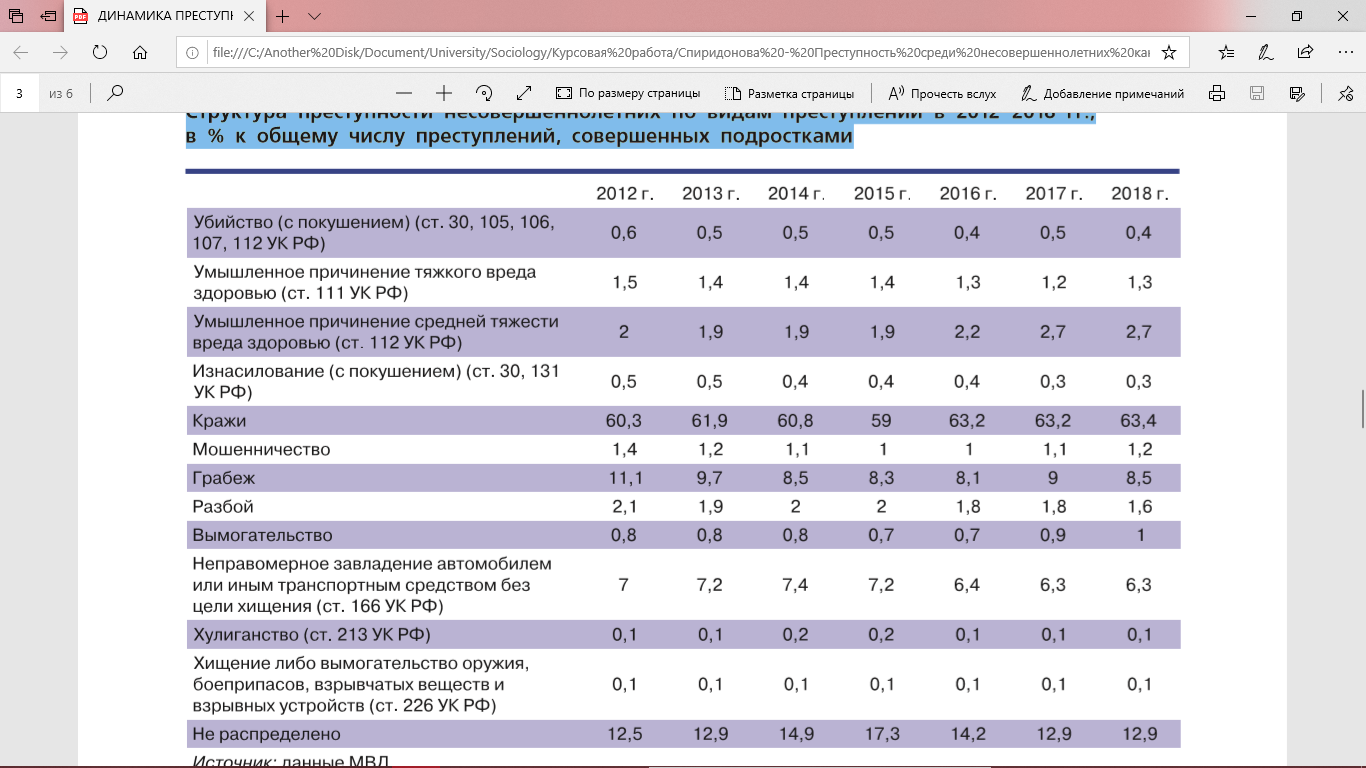 ДИНАМИКА ПРЕСТУПН
file:///C:/Another%20Disk/Document/University/Sociology/Курсовая%20работа/Спиридонова%20-%20Преступность%20среди%20несовершеннолетних%20как
3 из 6 По размеру страницы Разметка страницы Прочесть вслух Добавление примечаний
Структура преступности несовершеннолетних по видам преступлений в 2012–2018 гг.,
в % к общему числу преступлений, совершенных подростками
2012 г. 2013 г. 2014 г. 2015 г. 2016 г. 2017 г. 2018 г.
Убийство (с покушением) (ст. 30, 105, 106,
107, 112 УК РФ)
0,6 0,5 0,5 0,5 0,4 0,5 0,4
Умышленное причинение тяжкого вреда
здоровью (ст. 111 УК РФ)
1,5 1,4 1,4 1,4 1,3 1,2 1,3
Умышленное причинение средней тяжести
вреда здоровью (ст. 112 УК РФ)
2 1,9 1,9 1,9 2,2 2,7 2,7
Изнасилование (с покушением) (ст. 30, 131
УК РФ)
0,5 0,5 0,4 0,4 0,4 0,3 0,3
Кражи 60,3 61,9 60,8 59 63,2 63,2 63,4
Мошенничество 1,4 1,2 1,1 1 1 1,1 1,2
Грабеж 11,1 9,7 8,5 8,3 8,1 9 8,5
Разбой 2,1 1,9 2 2 1,8 1,8 1,6
Вымогательство 0,8 0,8 0,8 0,7 0,7 0,9 1
Неправомерное завладение автомобилем
или иным транспортным средством без
цели хищения (ст. 166 УК РФ)
7 7,2 7,4 7,2 6,4 6,3 6,3
Хулиганство (ст. 213 УК РФ) 0,1 0,1 0,2 0,2 0,1 0,1 0,1
Хищение либо вымогательство оружия,
боеприпасов, взрывчатых веществ и
взрывных устройств (ст. 226 УК РФ)
0,1 0,1 0,1 0,1 0,1 0,1 0,1
Не распределено 12,5 12,9 14,9 17,3 14,2 12,9 12,9
Источник: данные МВД